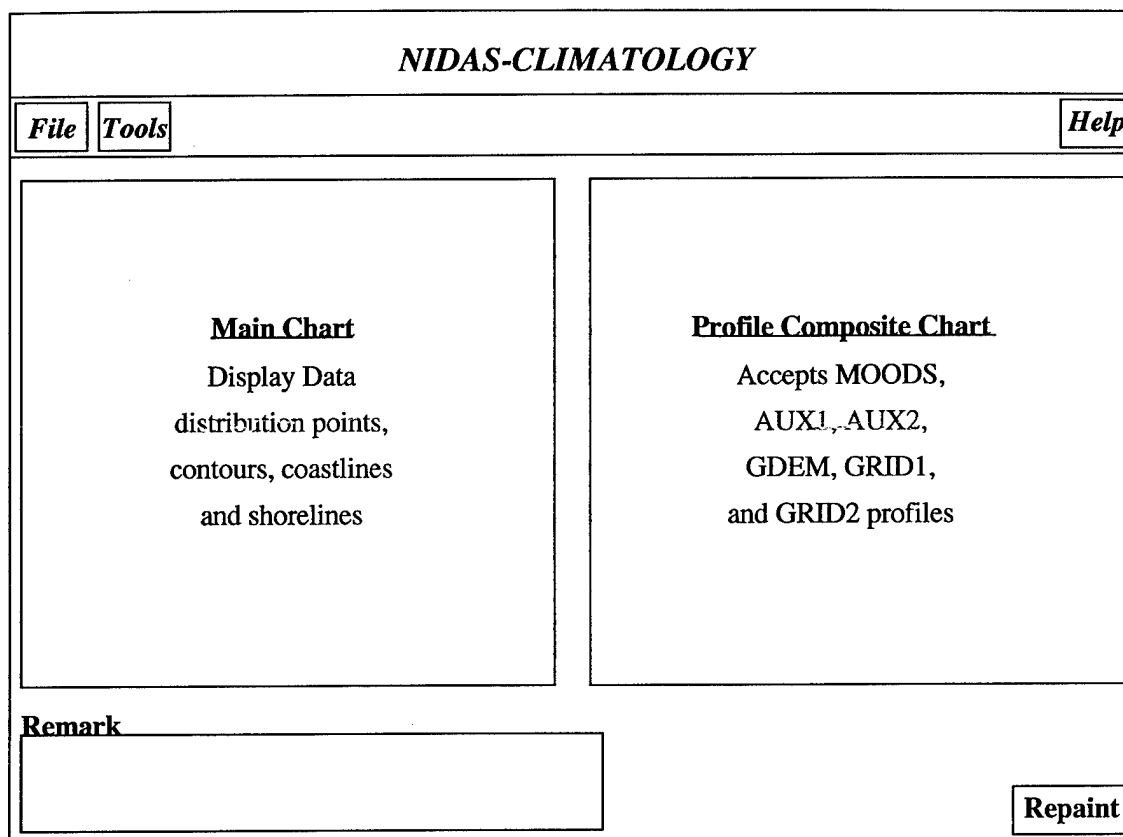 NIDAS-CLIMATOLOGY
File Tools Help
Main Chart
Display Data
distribution points,
contours, coastlines
and shorelines
Profile Composite Chart
Accepts MOODS,
AUX1, AUX2,
GDEM, GRID1,
and GRID2 profiles
Remark
Repaint